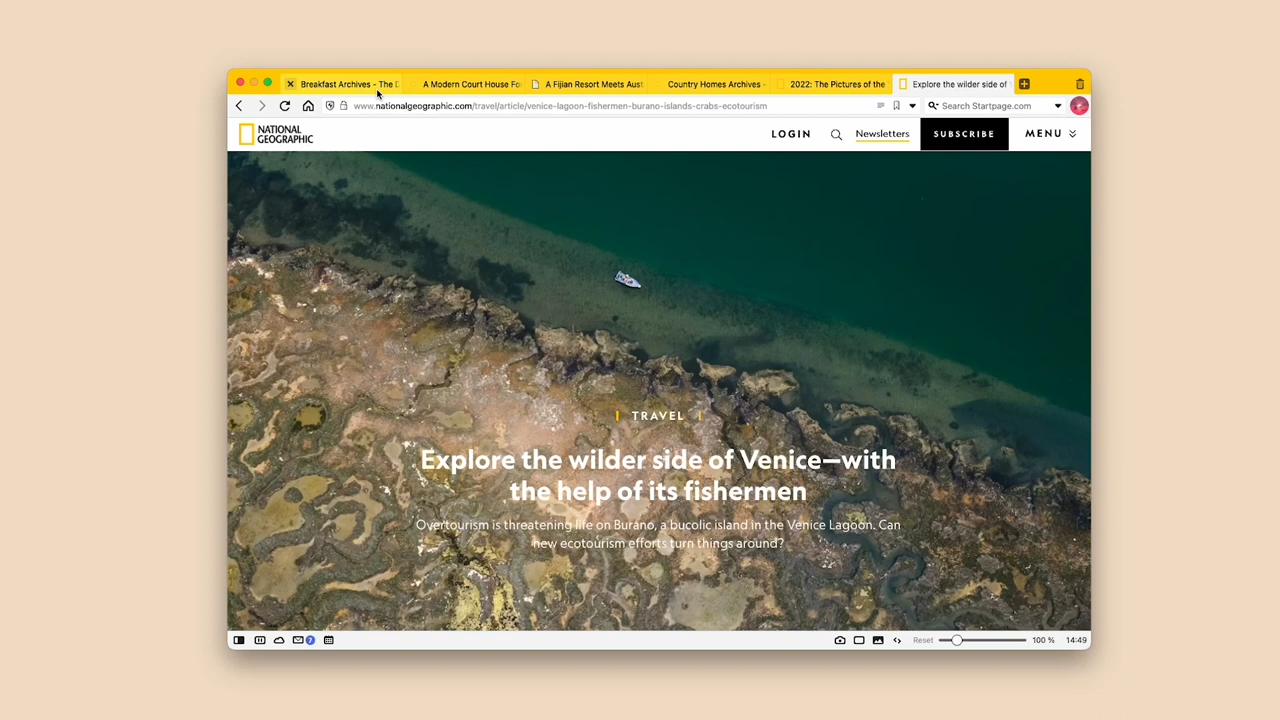 Breakfast Archives - The D
A Modern Court House Fo
A Fijian Resort Meets Aust
Country Homes Archives -
2022: The Pictures of the
Explore the wilder side of
www.nationalgeographic.com/travel/article/venice-lagoon-fishermen-burano-islands-crabs-ecotourism
Search Startpage.com
NATIONAL
GEOGRAPHIC
LOGIN
Newsletters
SUBSCRIBE
MENU
TRAVEL
Explore the wilder side of Venice—with
the help of its fishermen
Overtourism is threatening life on Burano, a bucolic island in the Venice Lagoon. Can
new ecotourism efforts turn things around?
7
Reset
100 %
14:49